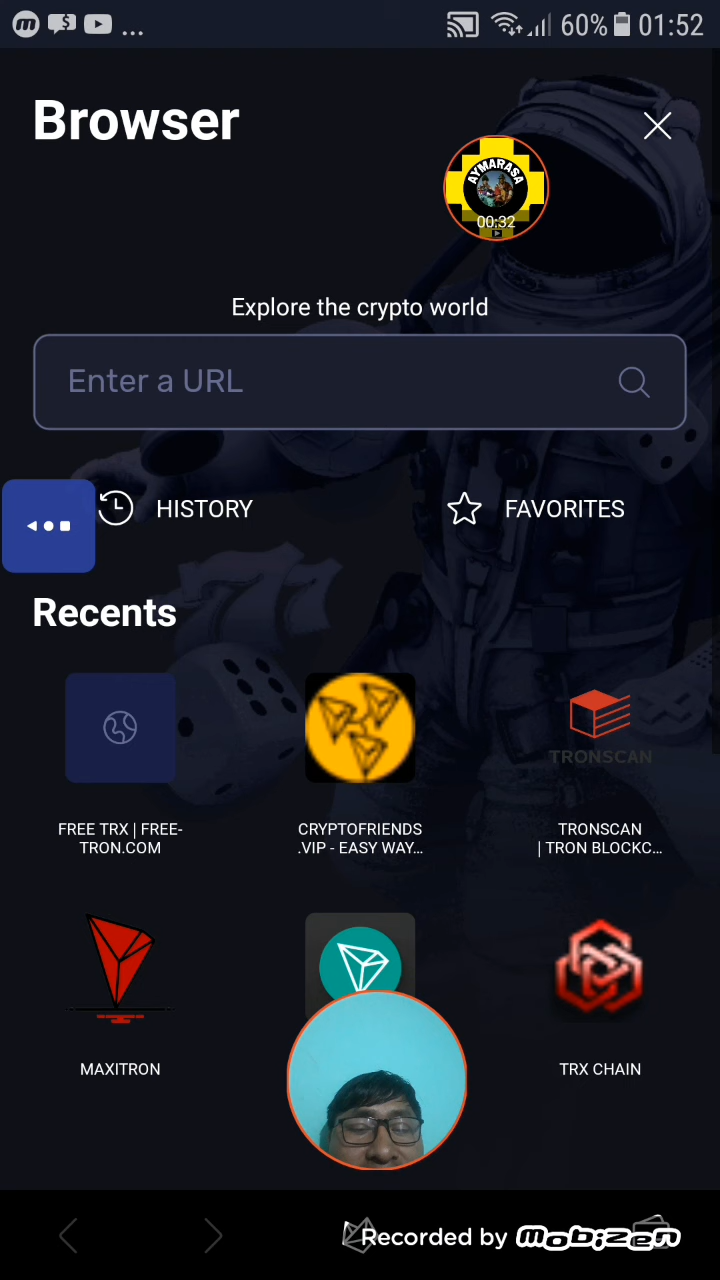 ... 60% 01:52
Browser
AYMARASA
00:32
Explore the crypto world
Enter a URL
HISTORY
FAVORITES
Recents
TRONSCAN
FREE TRX | FREE-
TRON.COM
CRYPTOFRIENDS
.VIP - EASY WAY...
TRONSCAN
| TRON BLOCKC...
MAXITRON
TRX CHAIN
Recorded by mobizen